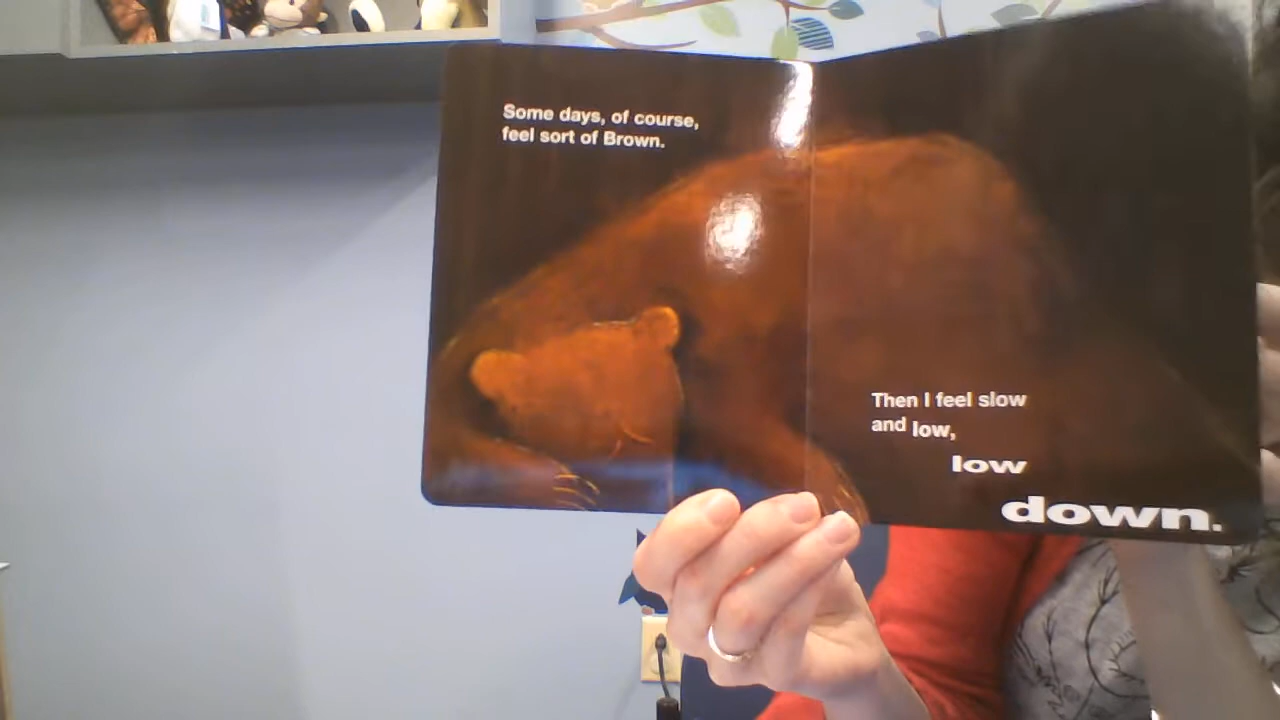 Some days, of course,
feel sort of Brown.
Then I feel slow
and low,
low
down.